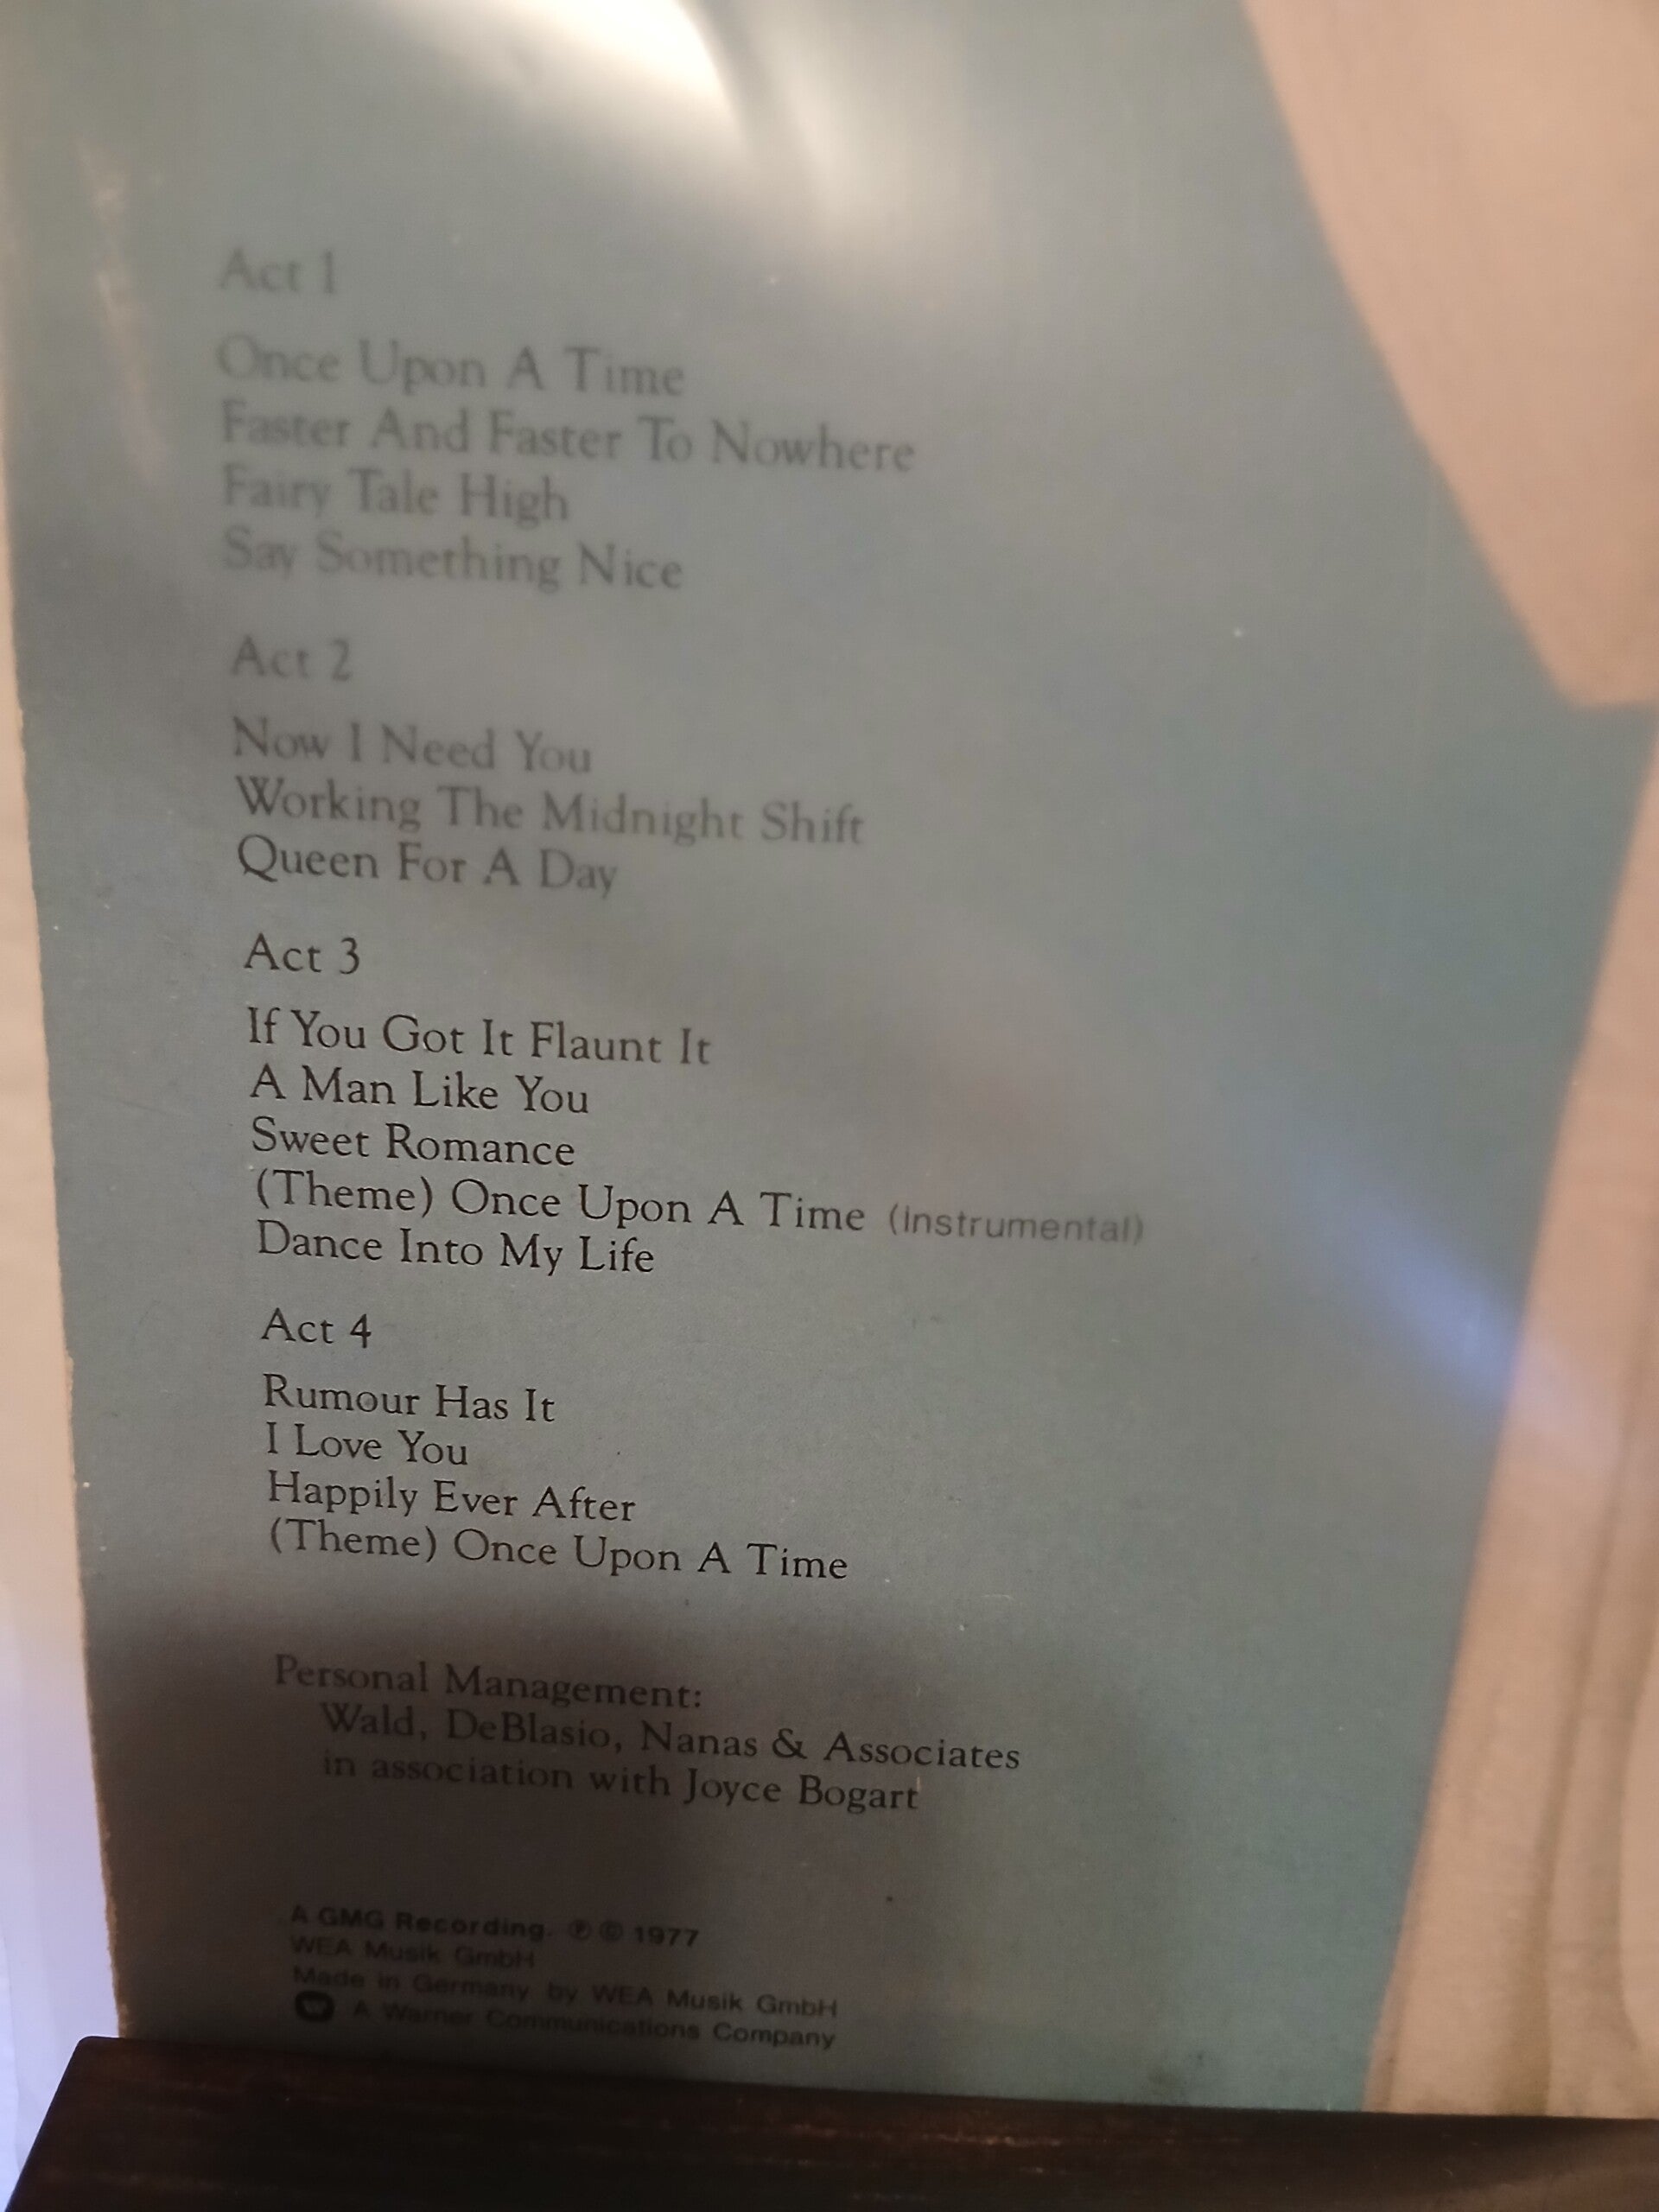 Act 1
Once Upon A Time
Faster And Faster To Nowhere
Fairy Tale High
Say Something Nice
Act 2
Now I Need You
Working The Midnight Shift
Queen For A Day
Act 3
If You Got It Flaunt It
A Man Like You
Sweet Romance
(Theme) Once Upon A Time (Instrumental)
Dance Into My Life
Act 4
Rumour Has It
I Love You
Happily Ever After
(Theme) Once Upon A Time
Personal Management:
Wald, DeBlasio, Nanas & Associates
in association with Joyce Bogart
A GMG Recording. ℗ © 1977
WEA Musik GmbH
Made in Germany by WEA Musik GmbH
W A Warner Communications Company